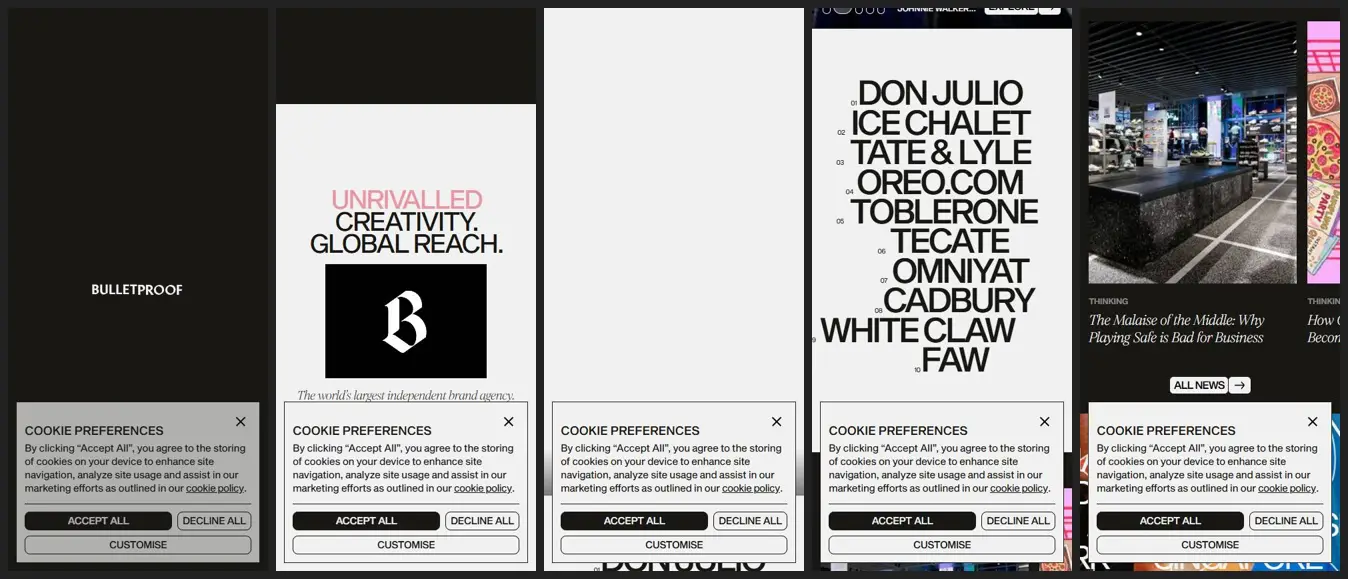 BULLETPROOF
COOKIE PREFERENCES
By clicking “Accept All”, you agree to the storing
of cookies on your device to enhance site
navigation, analyze site usage and assist in our
marketing efforts as outlined in our cookie policy.
ACCEPT ALL
DECLINE ALL
CUSTOMISE
UNRIVALLED
CREATIVITY.
GLOBAL REACH.
B
The world's largest independent brand agency.
COOKIE PREFERENCES
By clicking “Accept All”, you agree to the storing
of cookies on your device to enhance site
navigation, analyze site usage and assist in our
marketing efforts as outlined in our cookie policy.
ACCEPT ALL
DECLINE ALL
CUSTOMISE
COOKIE PREFERENCES
By clicking “Accept All”, you agree to the storing
of cookies on your device to enhance site
navigation, analyze site usage and assist in our
marketing efforts as outlined in our cookie policy.
ACCEPT ALL
DECLINE ALL
CUSTOMISE
DON JULIO
JOHNNIE WALKER...
EXPLORE
01 DON JULIO
02 ICE CHALET
03 TATE & LYLE
04 OREO.COM
05 TOBLERONE
06 TECATE
07 OMNIYAT
08 CADBURY
9 WHITE CLAW
10 FAW
COOKIE PREFERENCES
By clicking “Accept All”, you agree to the storing
of cookies on your device to enhance site
navigation, analyze site usage and assist in our
marketing efforts as outlined in our cookie policy.
ACCEPT ALL
DECLINE ALL
CUSTOMISE
PARTY
THINKING
The Malaise of the Middle: Why
Playing Safe is Bad for Business
THINKIN
How
Becon
ALL NEWS
COOKIE PREFERENCES
By clicking “Accept All”, you agree to the storing
of cookies on your device to enhance site
navigation, analyze site usage and assist in our
marketing efforts as outlined in our cookie policy.
ACCEPT ALL
DECLINE ALL
CUSTOMISE
SINGAPORE